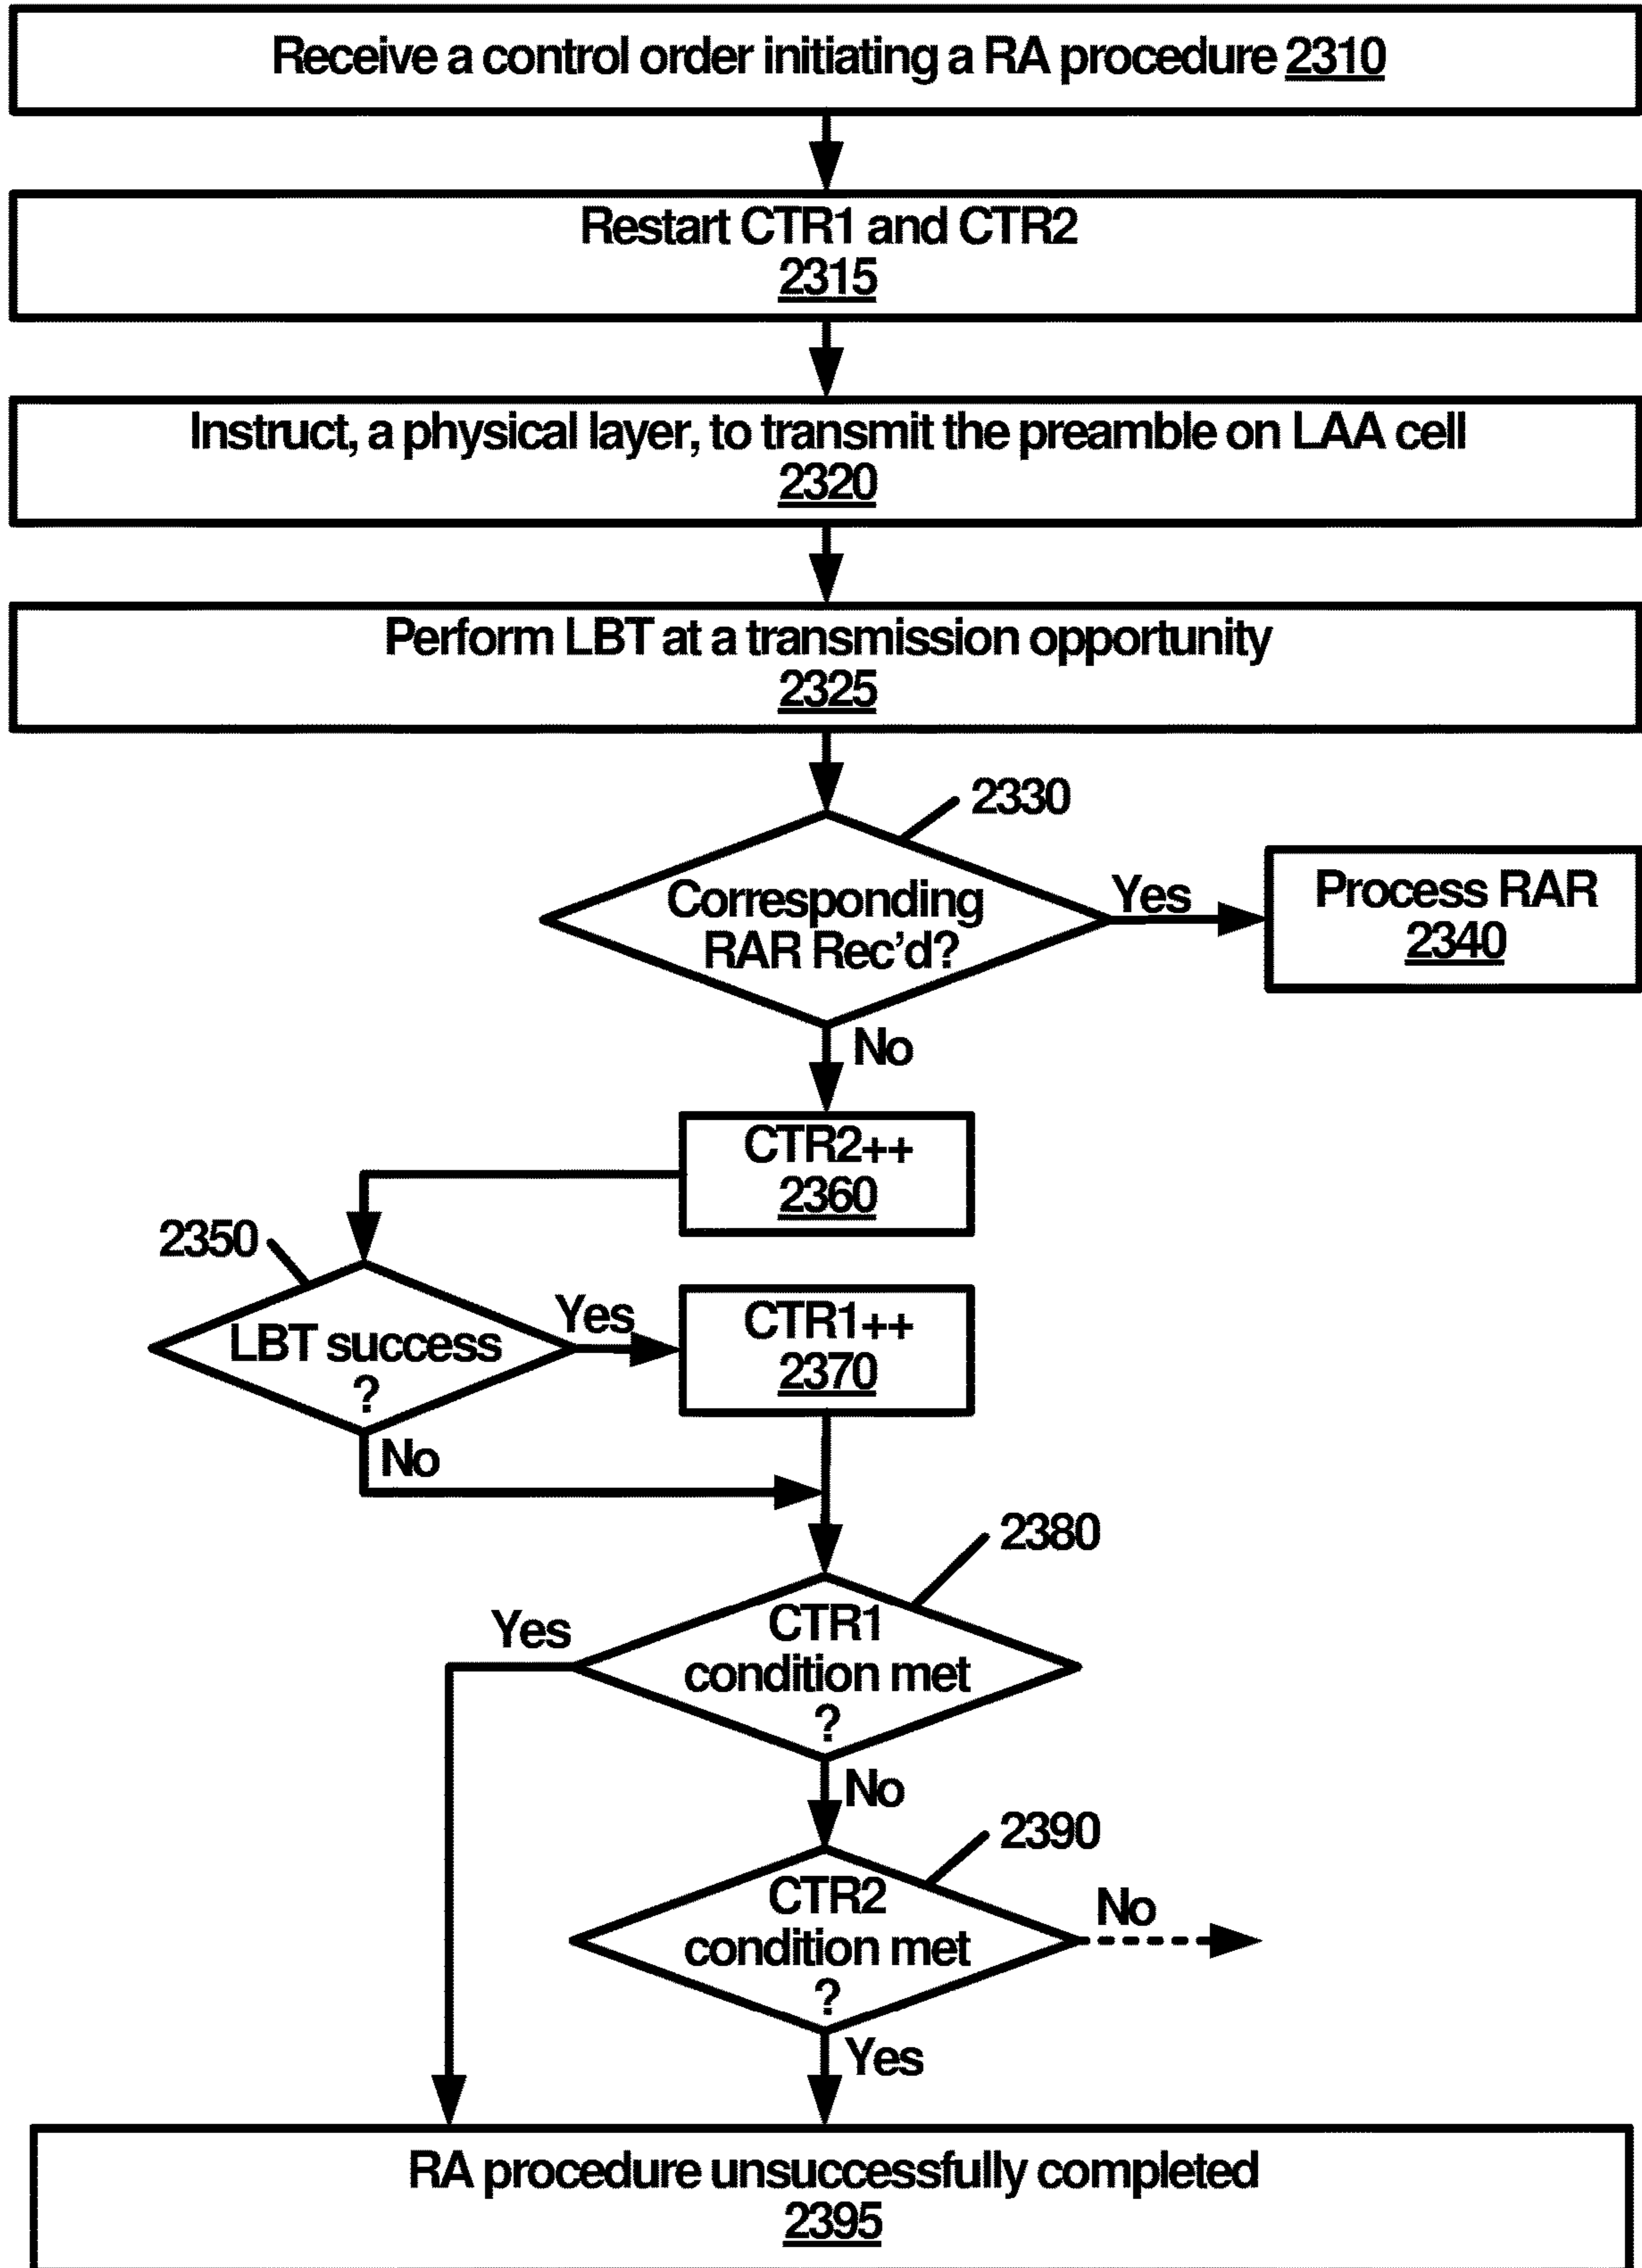 Receive a control order initiating a RA procedure 2310
Restart CTR1 and CTR2
2315
Instruct, a physical layer, to transmit the preamble on LAA cell
2320
Perform LBT at a transmission opportunity
2325
2330
Corresponding
RAR Rec'd?
Yes
Process RAR
2340
No
CTR2++
2360
2350
LBT success
?
Yes
CTR1++
2370
No
2380
CTR1
condition met
?
Yes
No
2390
CTR2
condition met
?
No
Yes
RA procedure unsuccessfully completed
2395